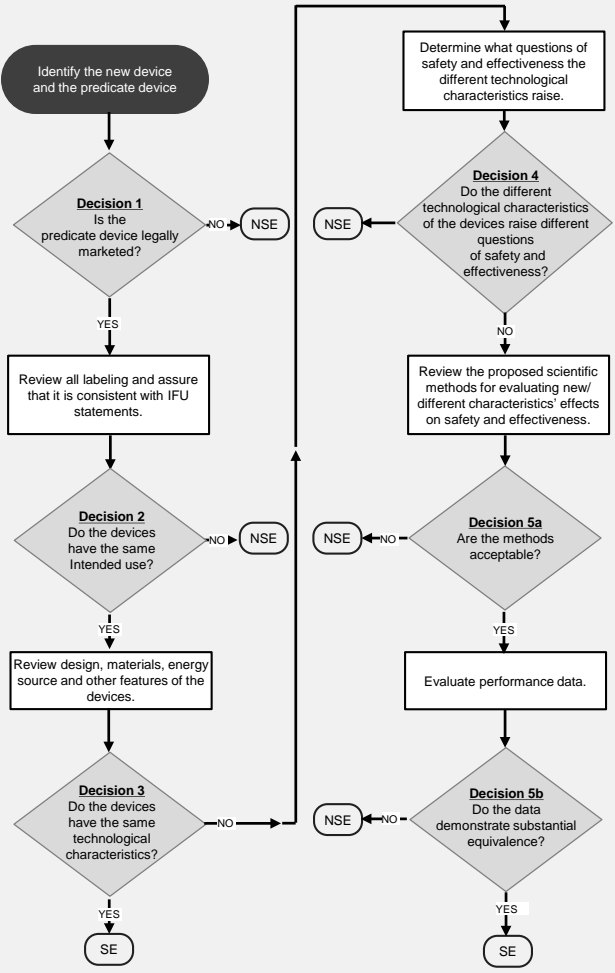 Identify the new device
and the predicate device
Decision 1
Is the
predicate device legally
marketed?
NO
NSE
YES
Review all labeling and assure
that it is consistent with IFU
statements.
Decision 2
Do the devices
have the same
Intended use?
NO
NSE
YES
Review design, materials, energy
source and other features of the
devices.
Decision 3
Do the devices
have the same
technological
characteristics?
NO
YES
SE
Determine what questions of
safety and effectiveness the
different technological
characteristics raise.
Decision 4
Do the different
technological characteristics
of the devices raise different
questions
of safety and
effectiveness?
NSE
NO
Review the proposed scientific
methods for evaluating new/
different characteristics’ effects
on safety and effectiveness.
Decision 5a
Are the methods
acceptable?
NO
NSE
YES
Evaluate performance data.
Decision 5b
Do the data
demonstrate substantial
equivalence?
NO
NSE
YES
SE